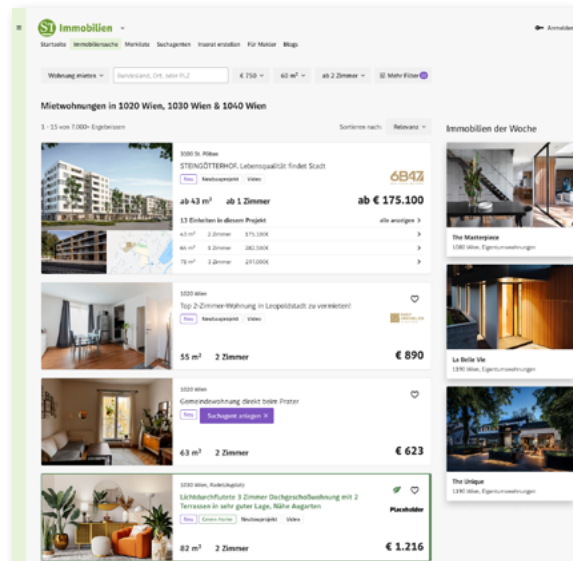 ST Immobilien
Anmelden
Startseite Immobiliensuche Merkliste Suchagenten Inserat erstellen Für Makler Blogs
Wohnung mieten Bundesland, Ort, oder PLZ € 750 60 m² ab 2 Zimmer Mehr Filter
Mietwohnungen in 1020 Wien, 1030 Wien & 1040 Wien
1 - 15 von 7.000+ Ergebnissen
Sortieren nach: Relevanz
Immobilien der Woche
3100 St. Pölten
STEINGÖTTERHOF. Lebensqualität findet Stadt
Neu Neubauprojekt Video
6B47
ab 43 m² ab 1 Zimmer ab € 175.100
13 Einheiten in diesem Projekt alle anzeigen
43 m² 2 Zimmer 175.100€
66 m² 3 Zimmer 282.500€
78 m² 3 Zimmer 297.000€
The Masterpiece
1080 Wien, Eigentumswohnungen
1020 Wien
Top 2-Zimmer-Wohnung in Leopoldstadt zu vermieten!
Neu Neubauprojekt Video
55 m² 2 Zimmer € 890
La Belle Vie
1190 Wien, Eigentumswohnungen
1020 Wien
Gemeindewohnung direkt beim Prater
Neu Suchagent anlegen
63 m² 2 Zimmer € 623
The Unique
1190 Wien, Eigentumswohnungen
1030 Wien, Radetzkyplatz
Lichtdurchflutete 3 Zimmer Dachgeschoßwohnung mit 2
Terrassen in sehr guter Lage, Nähe Augarten
Neu Green Home Neubauprojekt Video
Placeholder
82 m² 2 Zimmer € 1.216